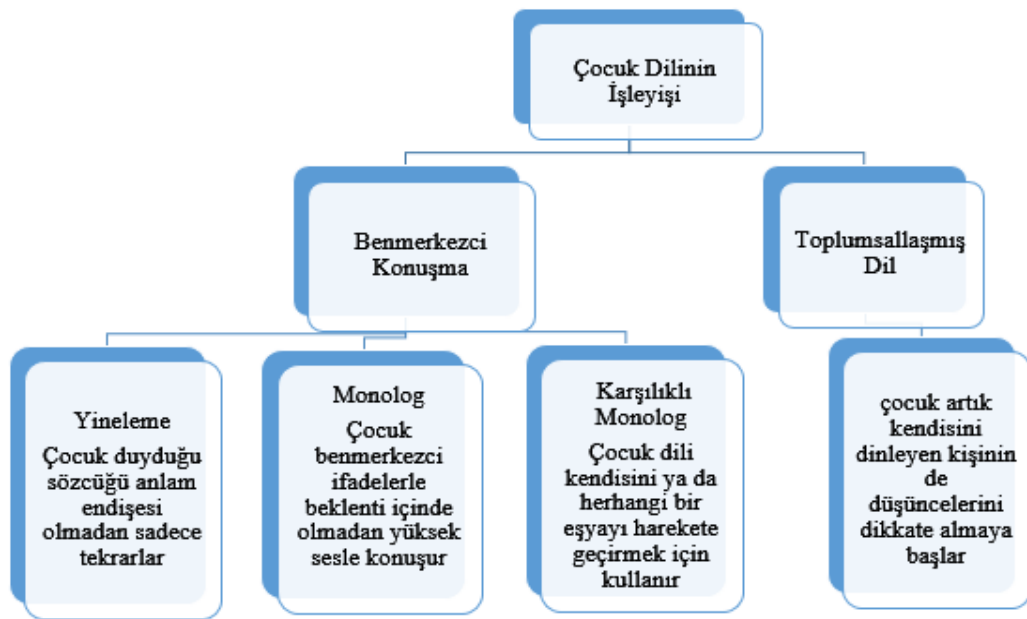 Çocuk Dilinin
İşleyişi
Benmerkezci
Konuşma
Toplumsallaşmış
Dil
Yineleme
Çocuk duyduğu
sözcüğü anlam
endişesi
olmadan sadece
tekrarlar
Monolog
Çocuk
benmerkezci
ifadelerle
beklenti içinde
olmadan yüksek
sesle konuşur
Karşılıklı
Monolog
Çocuk dili
kendisini ya da
herhangi bir
eşyayı harekete
geçirmek için
kullanır
çocuk artık
kendisini
dinleyen kişinin
de
düşüncelerini
dikkate almaya
başlar